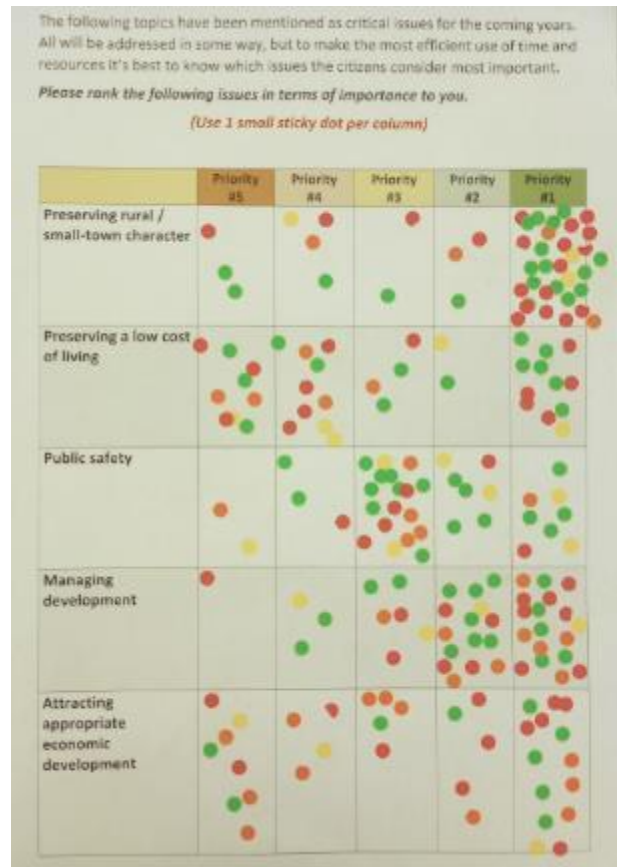 The following topics have been mentioned as critical issues for the coming years.
All will be addressed in some way, but to make the most efficient use of time and
resources it's best to know which issues the citizens consider most important.
Please rank the following issues in terms of importance to you.
(Use 1 small sticky dot per column)
Priority Priority Priority Priority Priority
#5 #4 #3 #2 #1
Preserving rural /
small-town character
Preserving a low cost
of living
Public safety
Managing
development
Attracting
appropriate
economic
development